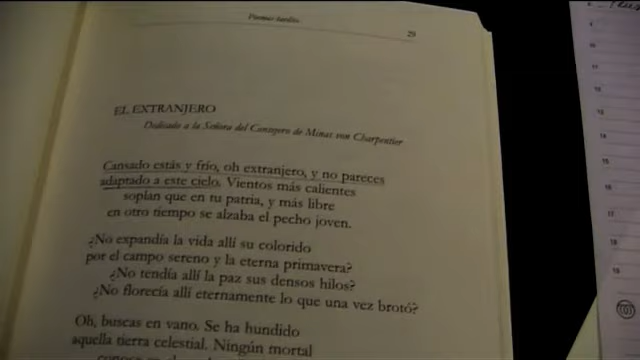 Poemas tardíos
29
EL EXTRANJERO
Dedicado a la Señora del Consejero de Minas von Charpentier
Cansado estás y frío, oh extranjero, y no pareces
adaptado a este cielo. Vientos más calientes
soplan que en tu patria, y más libre
en otro tiempo se alzaba el pecho joven.
¿No expandía la vida allí su colorido
por el campo sereno y la eterna primavera?
¿No tendía allí la paz sus densos hilos?
¿No florecía allí eternamente lo que una vez brotó?
Oh, buscas en vano. Se ha hundido
aquella tierra celestial. Ningún mortal